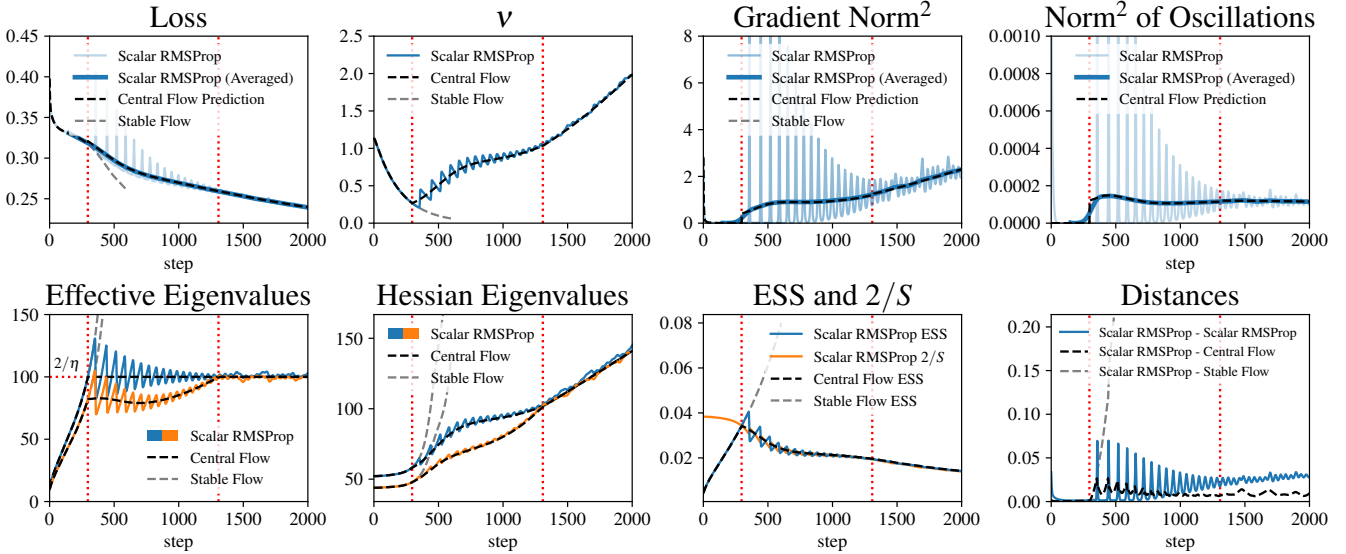 Loss
0.45
0.40
0.35
0.30
0.25
Scalar RMSProp
Scalar RMSProp (Averaged)
Central Flow Prediction
Stable Flow
0 500 1000 1500 2000
step
ν
2.5
2.0
1.5
1.0
0.5
0.0
Scalar RMSProp
Central Flow
Stable Flow
0 500 1000 1500 2000
step
Gradient Norm²
8
6
4
2
0
Scalar RMSProp
Scalar RMSProp (Averaged)
Central Flow Prediction
Stable Flow
0 500 1000 1500 2000
step
Norm² of Oscillations
0.0010
0.0008
0.0006
0.0004
0.0002
0.0000
Scalar RMSProp
Scalar RMSProp (Averaged)
Central Flow Prediction
0 500 1000 1500 2000
step
Effective Eigenvalues
150
100
50
0
2/η
Scalar RMSProp
Central Flow
Stable Flow
0 500 1000 1500 2000
step
Hessian Eigenvalues
150
100
50
Scalar RMSProp
Central Flow
Stable Flow
0 500 1000 1500 2000
step
ESS and 2/S
0.08
0.06
0.04
0.02
Scalar RMSProp ESS
Scalar RMSProp 2/S
Central Flow ESS
Stable Flow ESS
0 500 1000 1500 2000
step
Distances
0.20
0.15
0.10
0.05
0.00
Scalar RMSProp - Scalar RMSProp
Scalar RMSProp - Central Flow
Scalar RMSProp - Stable Flow
0 500 1000 1500 2000
step